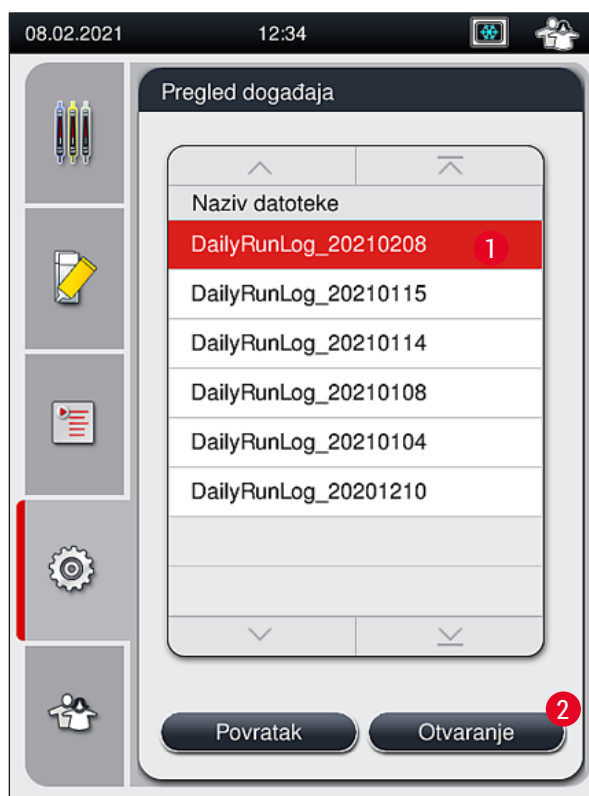 08.02.2021 12:34
Pregled događaja
Naziv datoteke
DailyRunLog_20210208 1
DailyRunLog_20210115
DailyRunLog_20210114
DailyRunLog_20210108
DailyRunLog_20210104
DailyRunLog_20201210
Povratak Otvaranje 2